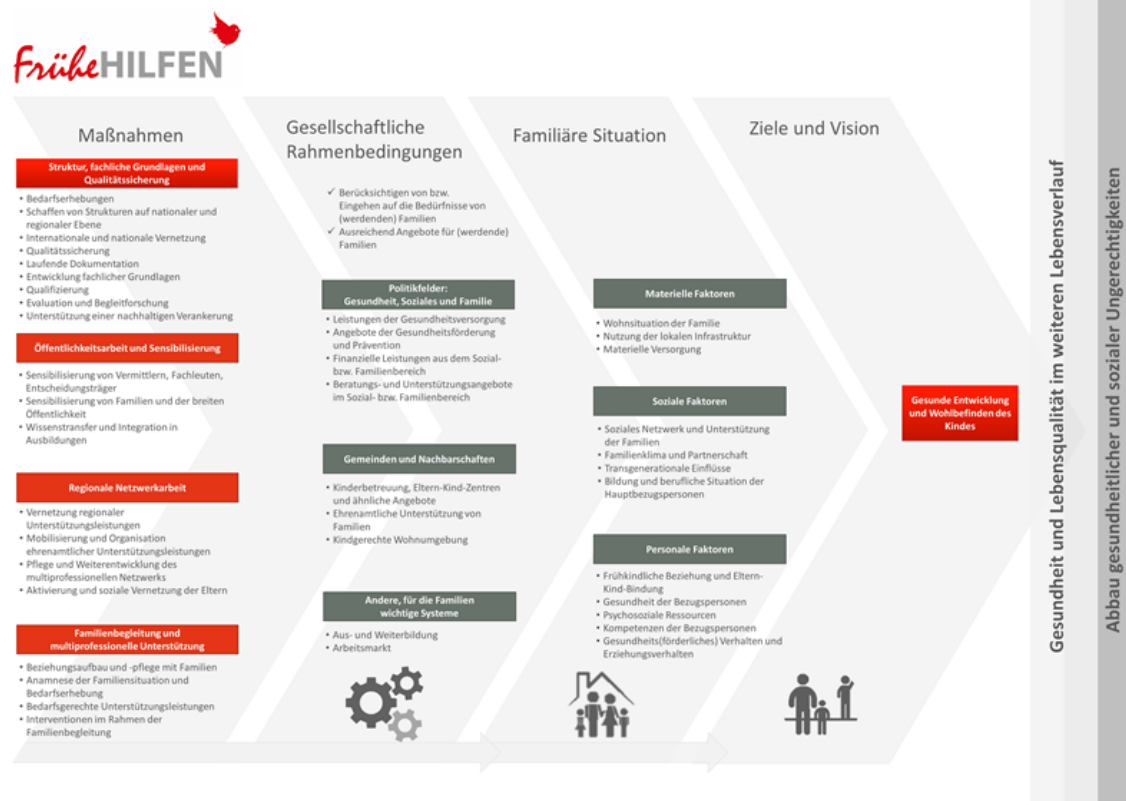 Frühe HILFEN
Maßnahmen
Struktur, fachliche Grundlagen und
Qualitätssicherung
• Bedarfserhebungen
• Schaffen von Strukturen auf nationaler und
regionaler Ebene
• Internationale und nationale Vernetzung
• Qualitätssicherung
• Laufende Dokumentation
• Entwicklung fachlicher Grundlagen
• Qualifizierung
• Evaluation und Begleitforschung
• Unterstützung einer nachhaltigen Verankerung
Öffentlichkeitsarbeit und Sensibilisierung
• Sensibilisierung von Vermittlern, Fachleuten,
Entscheidungsträger
• Sensibilisierung von Familien und der breiten
Öffentlichkeit
• Wissenstransfer und Integration in
Ausbildungen
Regionale Netzwerkarbeit
• Vernetzung regionaler
Unterstützungsleistungen
• Mobilisierung und Organisation
ehrenamtlicher Unterstützungsleistungen
• Pflege und Weiterentwicklung des
multiprofessionellen Netzwerks
• Aktivierung und soziale Vernetzung der Eltern
Familienbegleitung und
multiprofessionelle Unterstützung
• Beziehungsaufbau und -pflege mit Familien
• Anamnese der Familiensituation und
Bedarfserhebung
• Bedarfsgerechte Unterstützungsleistungen
• Interventionen im Rahmen der
Familienbegleitung
Gesellschaftliche
Rahmenbedingungen
✓ Berücksichtigen von bzw.
Eingehen auf die Bedürfnisse von
(werdenden) Familien
✓ Ausreichend Angebote für (werdende)
Familien
Politikfelder:
Gesundheit, Soziales und Familie
• Leistungen der Gesundheitsversorgung
• Angebote der Gesundheitsförderung
und Prävention
• Finanzielle Leistungen aus dem Sozial-
bzw. Familienbereich
• Beratungs- und Unterstützungsangebote
im Sozial- bzw. Familienbereich
Gemeinden und Nachbarschaften
• Kinderbetreuung, Eltern-Kind-Zentren
und ähnliche Angebote
• Ehrenamtliche Unterstützung von
Familien
• Kindgerechte Wohnumgebung
Andere, für die Familien
wichtige Systeme
• Aus- und Weiterbildung
• Arbeitsmarkt
Familiäre Situation
Materielle Faktoren
• Wohnsituation der Familie
• Nutzung der lokalen Infrastruktur
• Materielle Versorgung
Soziale Faktoren
• Soziales Netzwerk und Unterstützung
der Familien
• Familienklima und Partnerschaft
• Transgenerationale Einflüsse
• Bildung und berufliche Situation der
Hauptbezugspersonen
Personale Faktoren
• Frühkindliche Beziehung und Eltern-
Kind-Bindung
• Gesundheit der Bezugspersonen
• Psychosoziale Ressourcen
• Kompetenzen der Bezugspersonen
• Gesundheits(förderliches) Verhalten und
Erziehungsverhalten
Ziele und Vision
Gesunde Entwicklung
und Wohlbefinden des
Kindes
Gesundheit und Lebensqualität im weiteren Lebensverlauf
Abbau gesundheitlicher und sozialer Ungerechtigkeiten